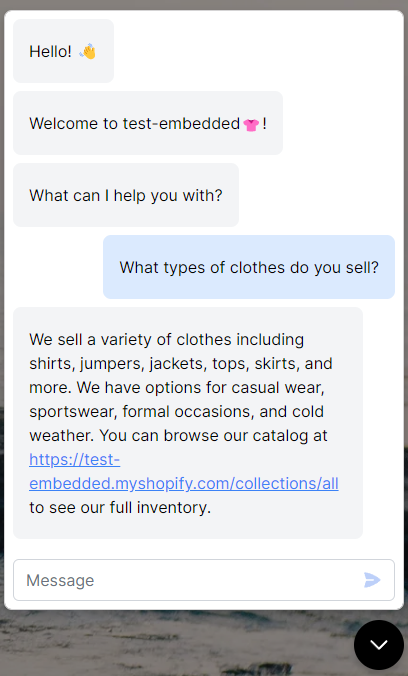 Hello! 👋
Welcome to test-embedded👚!
What can I help you with?
What types of clothes do you sell?
We sell a variety of clothes including
shirts, jumpers, jackets, tops, skirts, and
more. We have options for casual wear,
sportswear, formal occasions, and cold
weather. You can browse our catalog at
https://test-
embedded.myshopify.com/collections/all
to see our full inventory.
Message